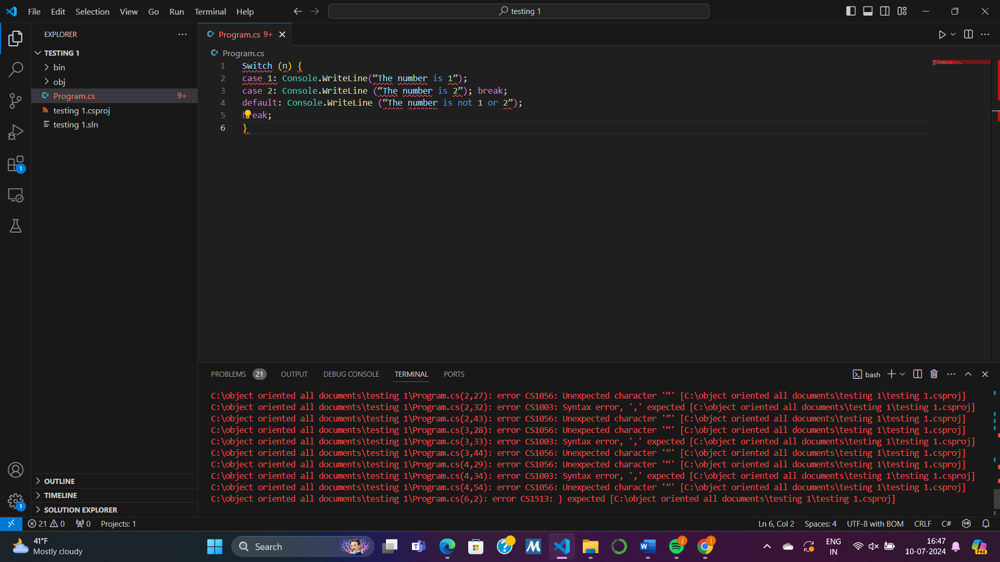 File Edit Selection View Go Run Terminal Help
testing 1
EXPLORER
TESTING 1
bin
obj
Program.cs 9+
testing 1.csproj
testing 1.sln
OUTLINE
TIMELINE
SOLUTION EXPLORER
Program.cs 9+
Program.cs
1 Switch (n) {
2 case 1: Console.WriteLine(“The number is 1”);
3 case 2: Console.WriteLine (“The number is 2”); break;
4 default: Console.WriteLine (“The number is not 1 or 2”);
5 break;
6 }
PROBLEMS 21 OUTPUT DEBUG CONSOLE TERMINAL PORTS
bash
C:\object oriented all documents\testing 1\Program.cs(2,27): error CS1056: Unexpected character '“' [C:\object oriented all documents\testing 1\testing 1.csproj]
C:\object oriented all documents\testing 1\Program.cs(2,32): error CS1003: Syntax error, ',' expected [C:\object oriented all documents\testing 1\testing 1.csproj]
C:\object oriented all documents\testing 1\Program.cs(2,43): error CS1056: Unexpected character '”' [C:\object oriented all documents\testing 1\testing 1.csproj]
C:\object oriented all documents\testing 1\Program.cs(3,28): error CS1056: Unexpected character '“' [C:\object oriented all documents\testing 1\testing 1.csproj]
C:\object oriented all documents\testing 1\Program.cs(3,33): error CS1003: Syntax error, ',' expected [C:\object oriented all documents\testing 1\testing 1.csproj]
C:\object oriented all documents\testing 1\Program.cs(3,44): error CS1056: Unexpected character '”' [C:\object oriented all documents\testing 1\testing 1.csproj]
C:\object oriented all documents\testing 1\Program.cs(4,29): error CS1056: Unexpected character '“' [C:\object oriented all documents\testing 1\testing 1.csproj]
C:\object oriented all documents\testing 1\Program.cs(4,34): error CS1003: Syntax error, ',' expected [C:\object oriented all documents\testing 1\testing 1.csproj]
C:\object oriented all documents\testing 1\Program.cs(4,54): error CS1056: Unexpected character '”' [C:\object oriented all documents\testing 1\testing 1.csproj]
C:\object oriented all documents\testing 1\Program.cs(6,2): error CS1513: } expected [C:\object oriented all documents\testing 1\testing 1.csproj]
1
1
21 0 0 Projects: 1
Ln 6, Col 2 Spaces: 4 UTF-8 with BOM CRLF C#
41°F
Mostly cloudy
Search
ENG
IN
16:47
10-07-2024
PRE